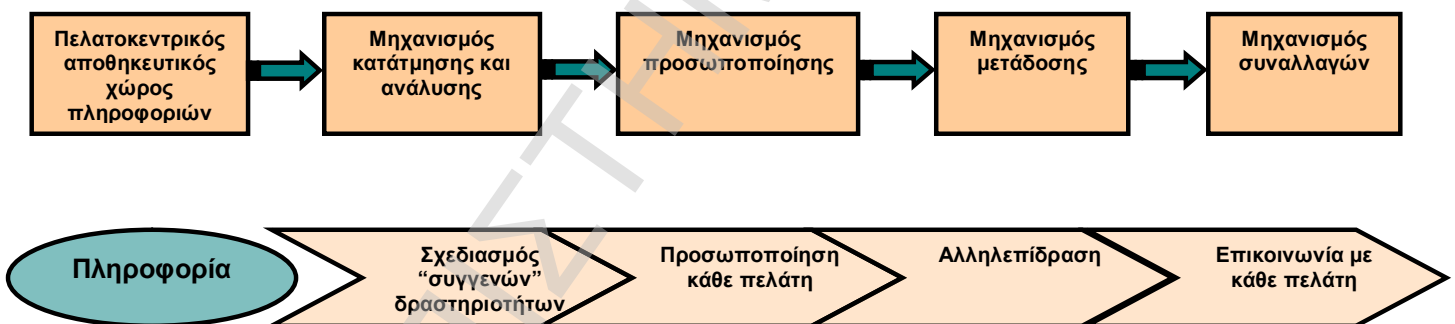 Πελατοκεντρικός
αποθηκευτικός
χώρος
πληροφοριών
Μηχανισμός
κατάτμησης και
ανάλυσης
Μηχανισμός
προσωποποίησης
Μηχανισμός
μετάδοσης
Μηχανισμός
συναλλαγών
Πληροφορία
Σχεδιασμός
“συγγενών”
δραστηριοτήτων
Προσωποποίηση
κάθε πελάτη
Αλληλεπίδραση
Επικοινωνία με
κάθε πελάτη